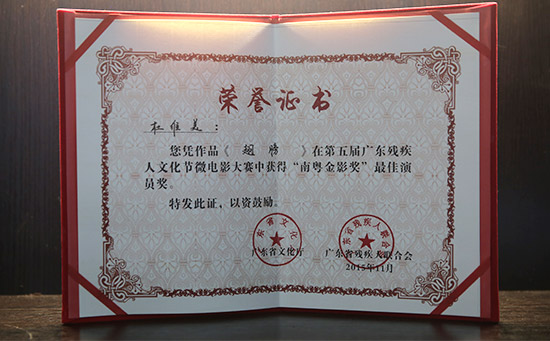 荣誉证书
杜维美：
您凭作品《 翅膀 》在第五届广东残疾
人文化节微电影大赛中获得“南粤金影奖”最佳演
员奖。
特发此证，以资鼓励。
广东省文化厅 广东省残疾人联合会
2015年11月